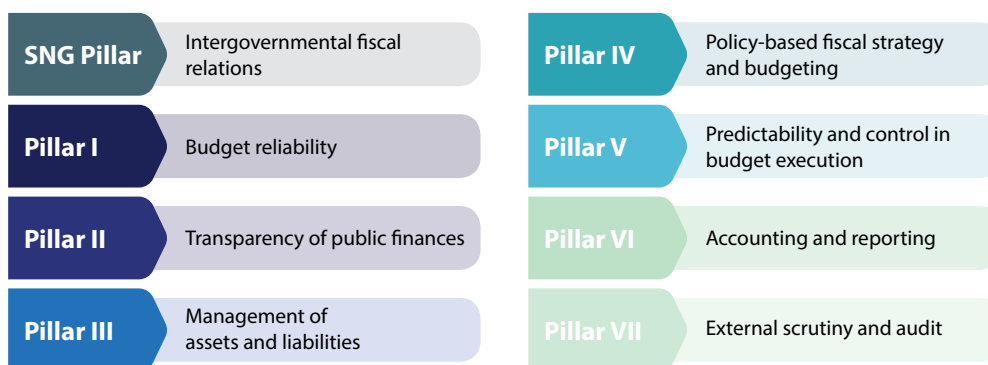 SNG Pillar
Intergovernmental fiscal
relations
Pillar I
Budget reliability
Pillar II
Transparency of public finances
Pillar III
Management of
assets and liabilities
Pillar IV
Policy-based fiscal strategy
and budgeting
Pillar V
Predictability and control in
budget execution
Pillar VI
Accounting and reporting
Pillar VII
External scrutiny and audit